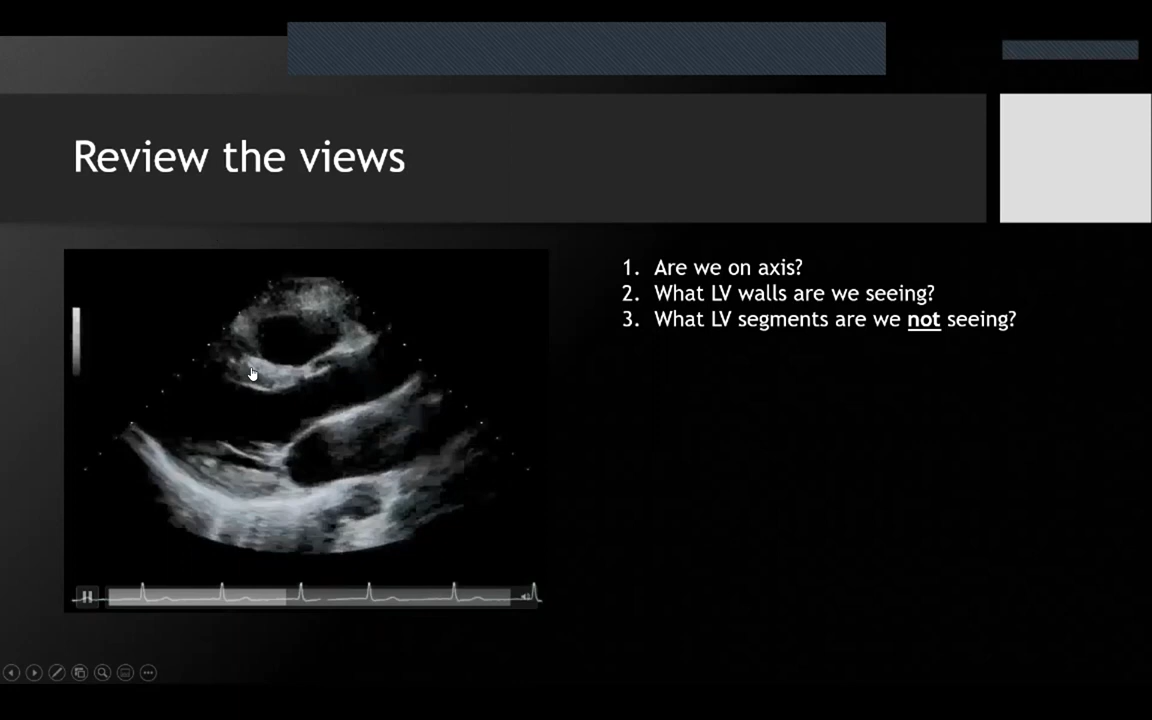 Review the views
1. Are we on axis?
2. What LV walls are we seeing?
3. What LV segments are we not seeing?